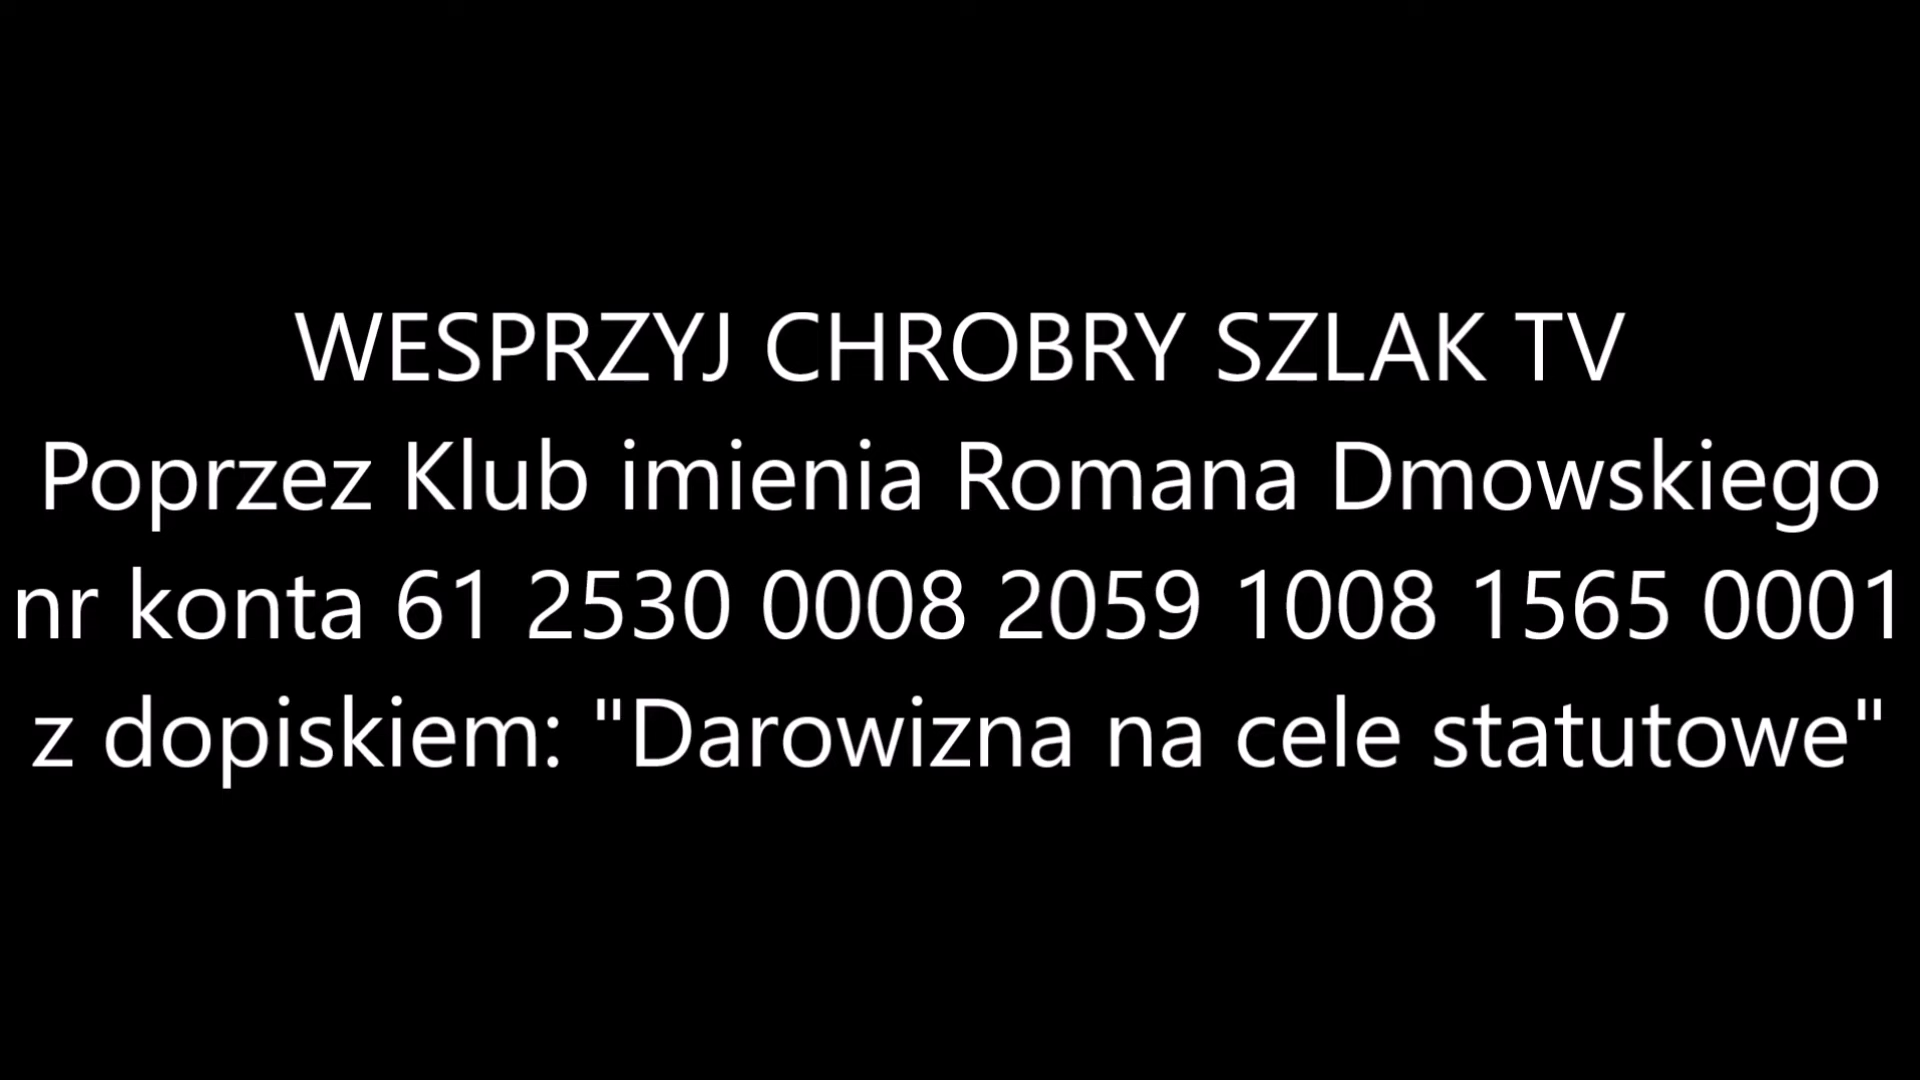 WESPRZYJ CHROBRY SZLAK TV
Poprzez Klub imienia Romana Dmowskiego
nr konta 61 2530 0008 2059 1008 1565 0001
z dopiskiem: "Darowizna na cele statutowe"